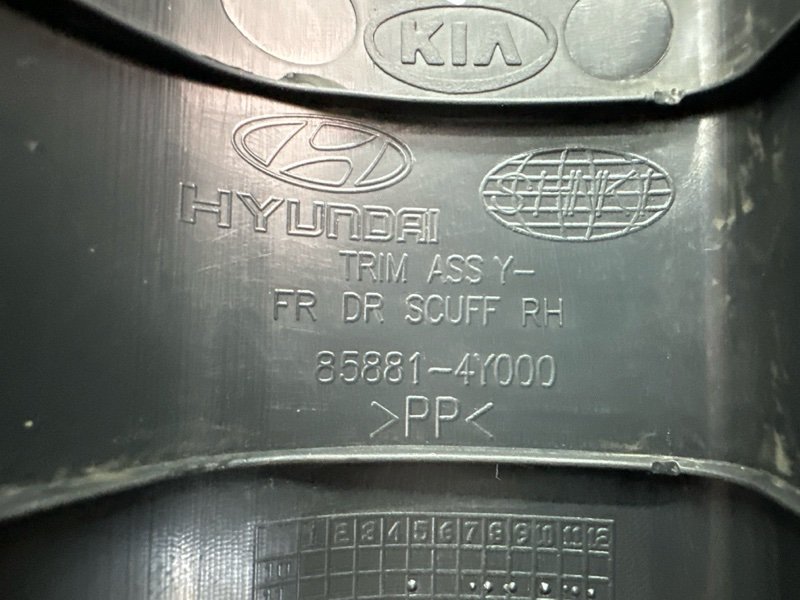 KIA
HYUNDAI
SHINKI
TRIM ASS Y-
FR DR SCUFF RH
85881-4Y000
>PP<
1 2 3 4 5 6 7 8 9 10 11 12